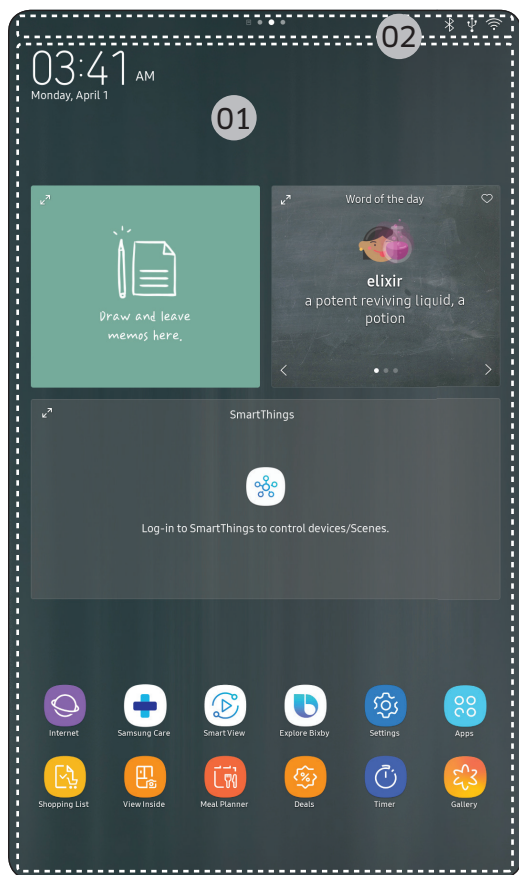 02
03:41 AM
Monday, April 1
01
Word of the day
elixir
a potent reviving liquid, a
potion
Draw and leave
memos here.
SmartThings
Log-in to SmartThings to control devices/Scenes.
Internet Samsung Care Smart View Explore Bixby Settings Apps
Shopping List View Inside Meal Planner Deals Timer Gallery